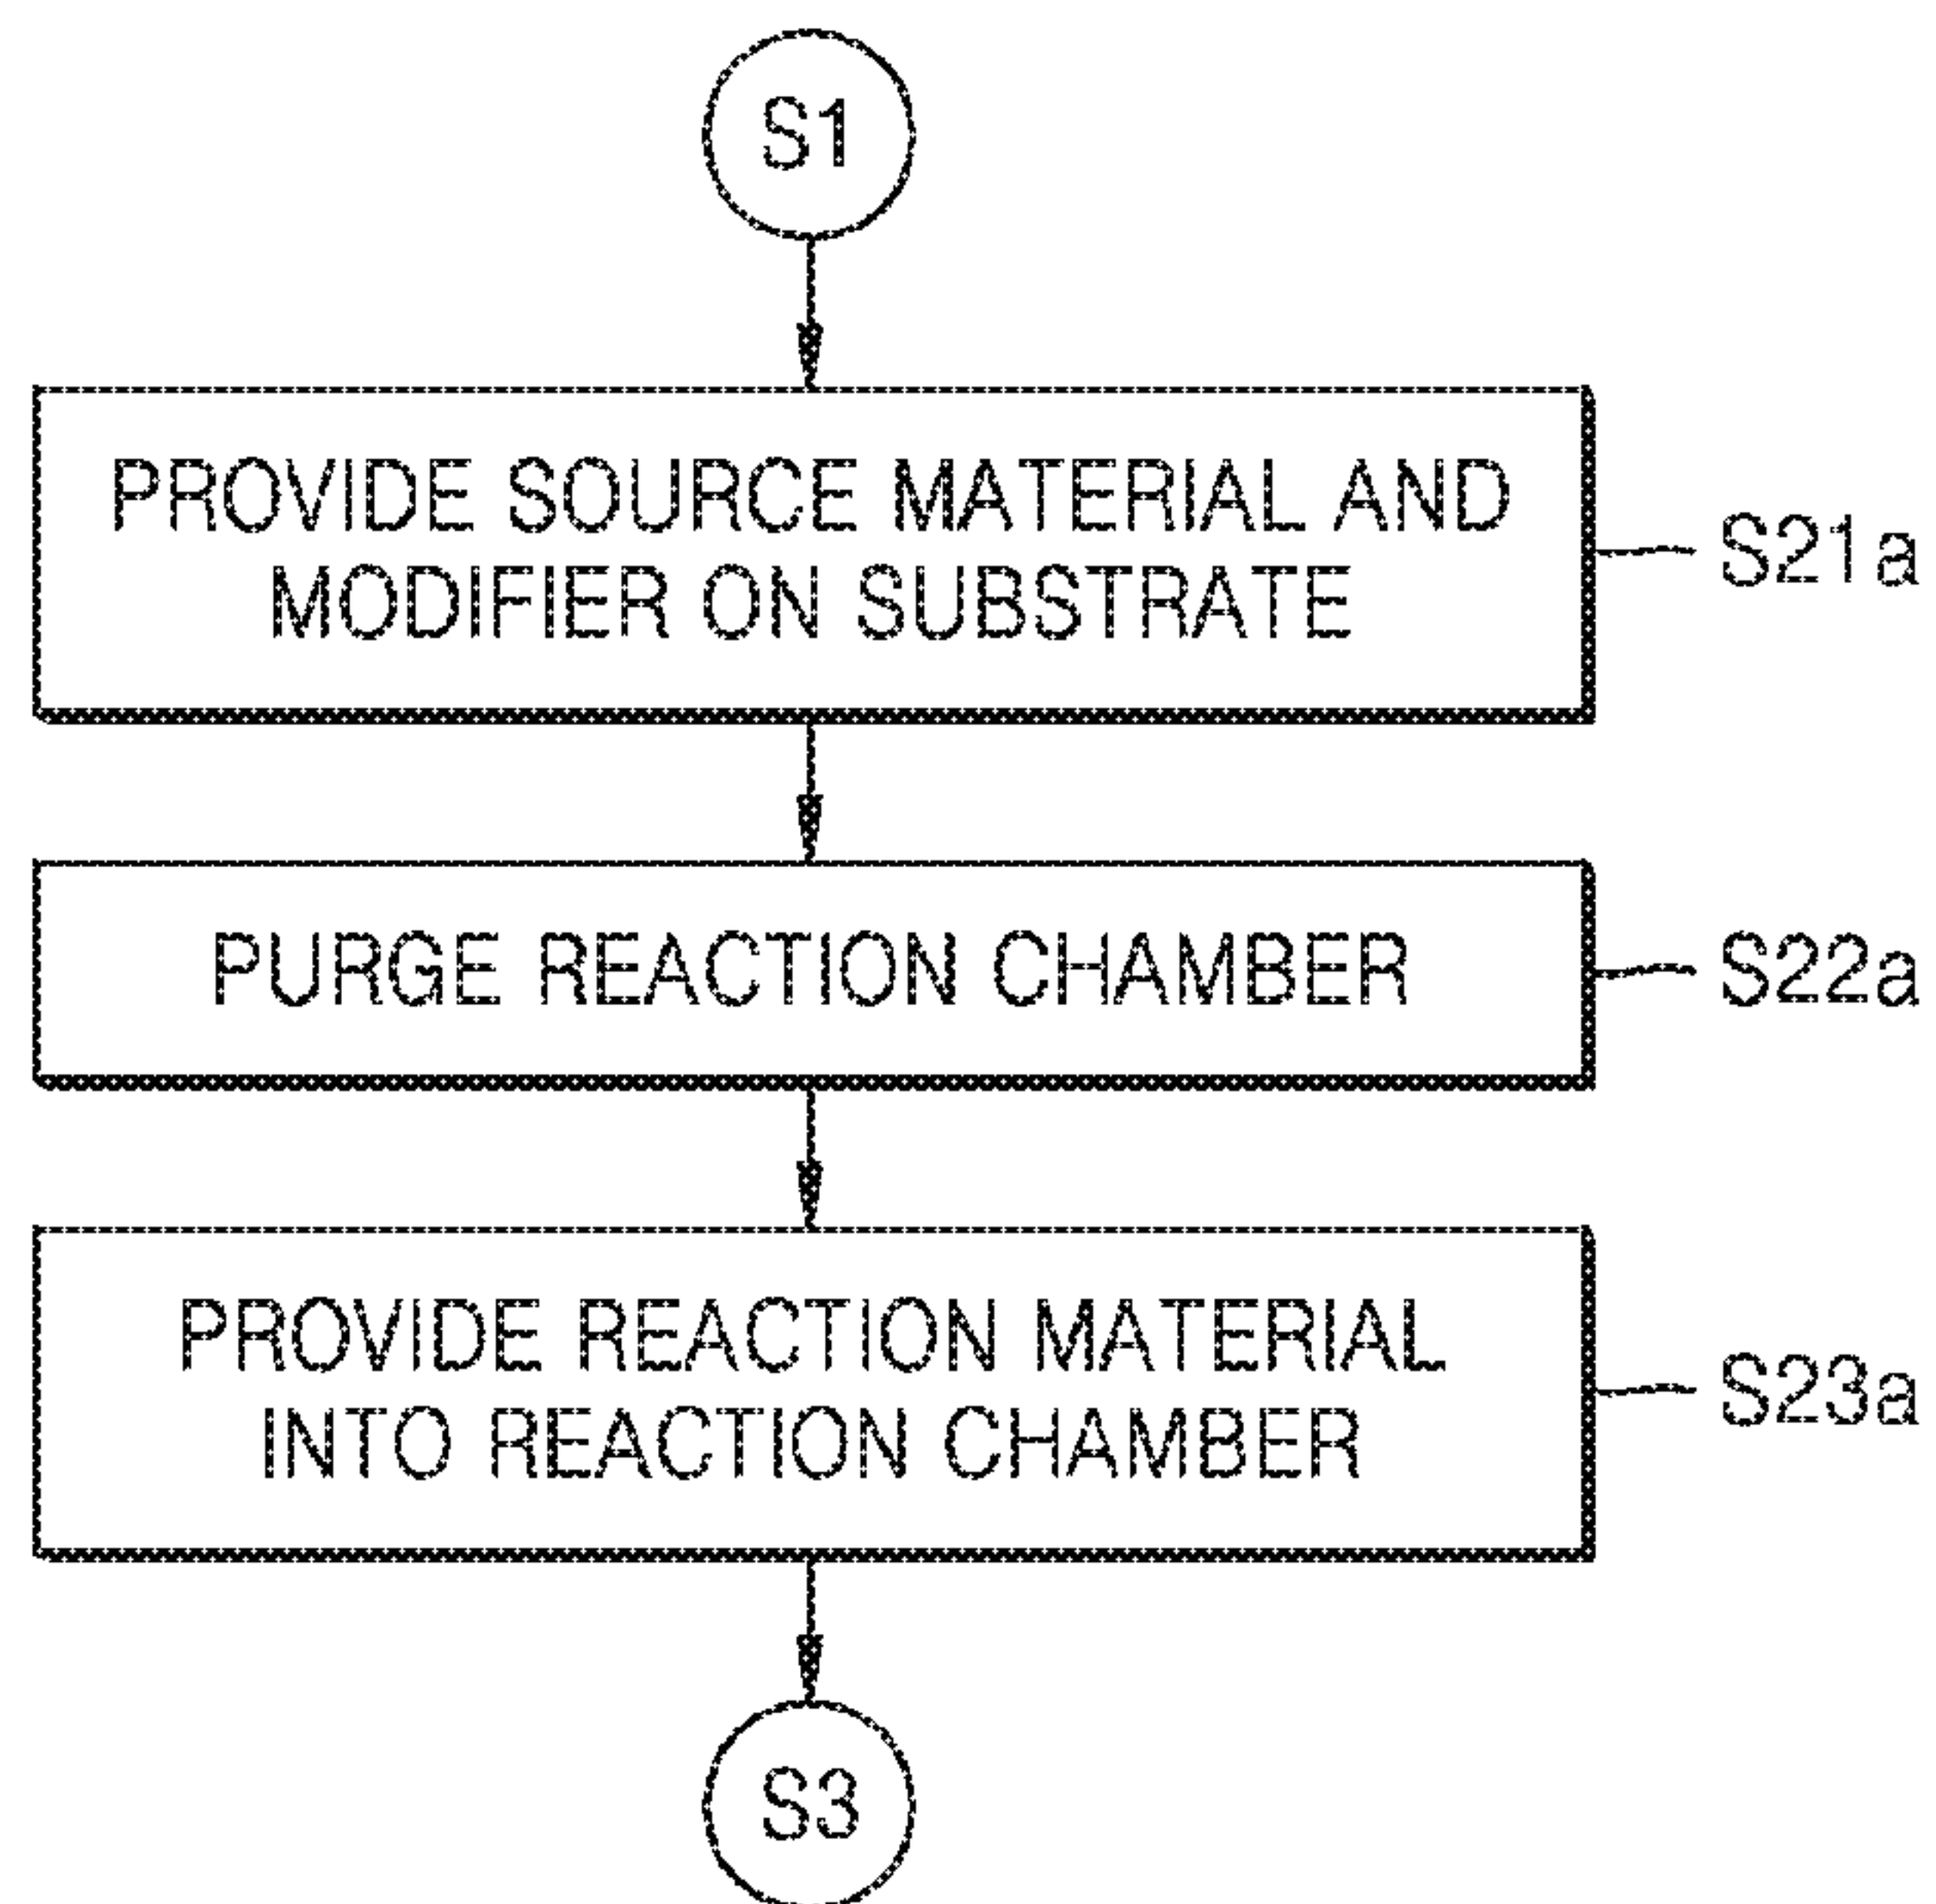 S1
PROVIDE SOURCE MATERIAL AND
MODIFIER ON SUBSTRATE
S21a
PURGE REACTION CHAMBER
S22a
PROVIDE REACTION MATERIAL
INTO REACTION CHAMBER
S23a
S3